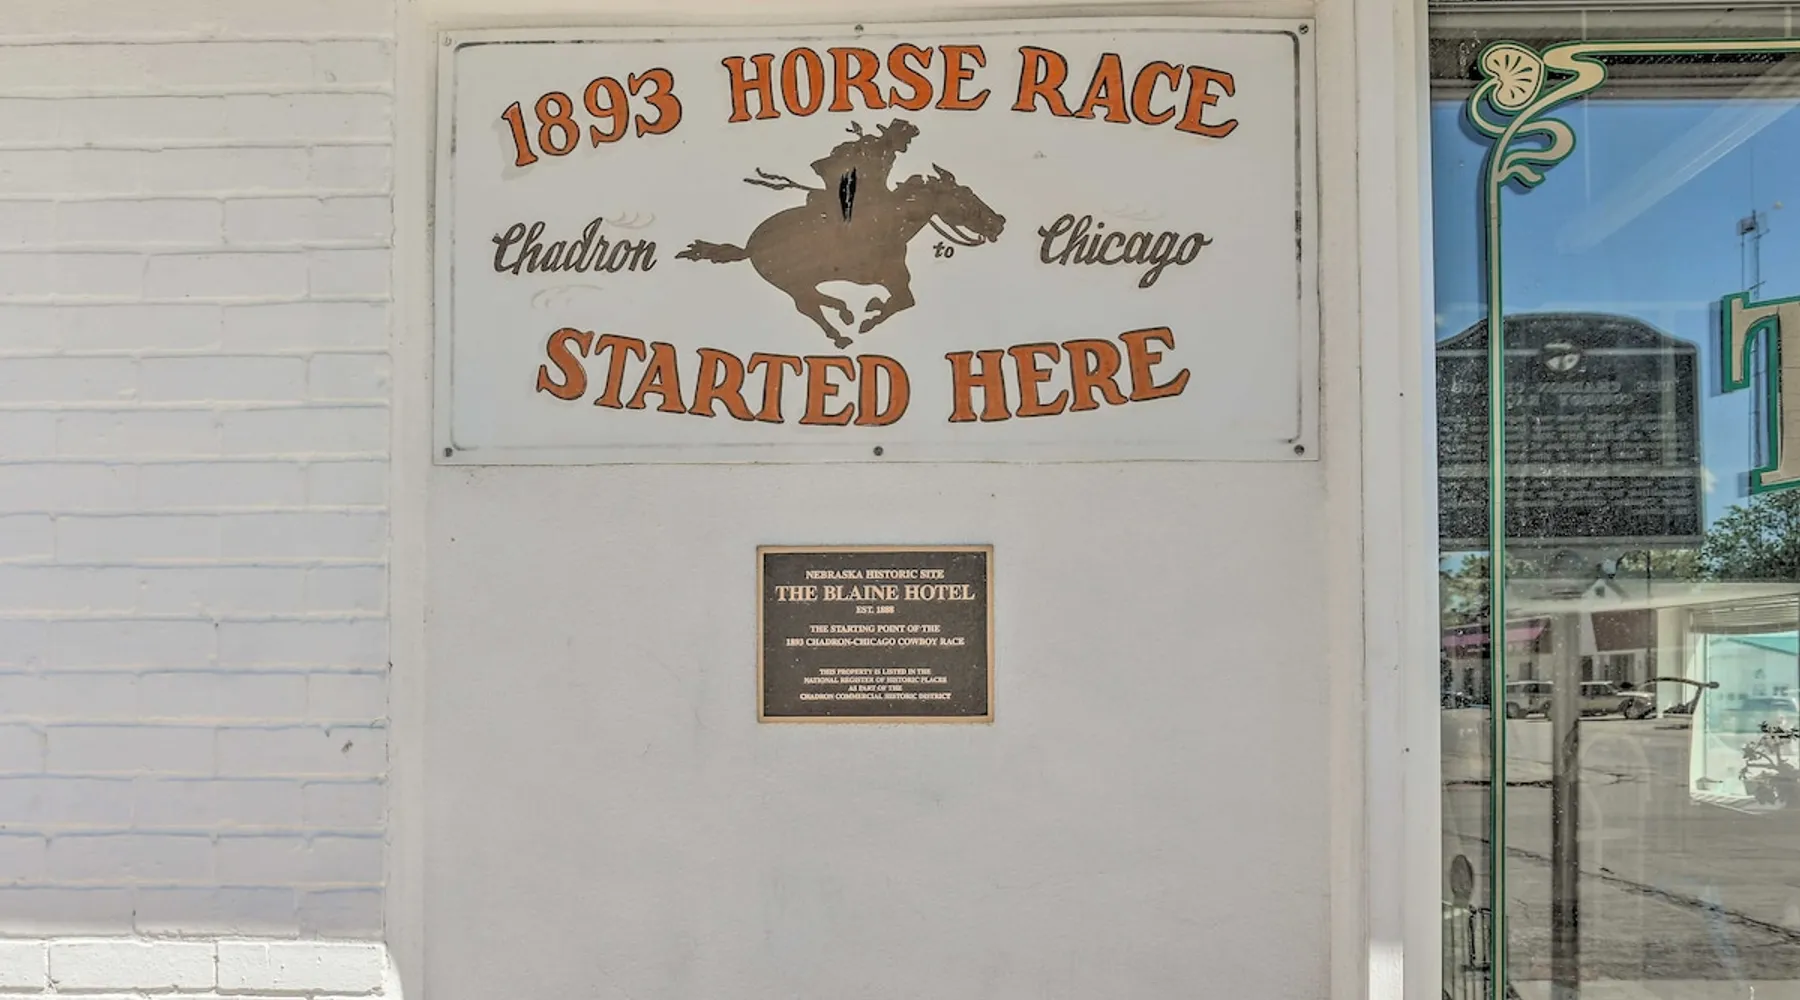 1893 HORSE RACE
Chadron to Chicago
STARTED HERE
NEBRASKA HISTORIC SITE
THE BLAINE HOTEL
EST. 1888
THE STARTING POINT OF THE
1893 CHADRON-CHICAGO COWBOY RACE
THIS PROPERTY IS LISTED IN THE
NATIONAL REGISTER OF HISTORIC PLACES
AS PART OF THE
CHADRON COMMERCIAL HISTORIC DISTRICT
T